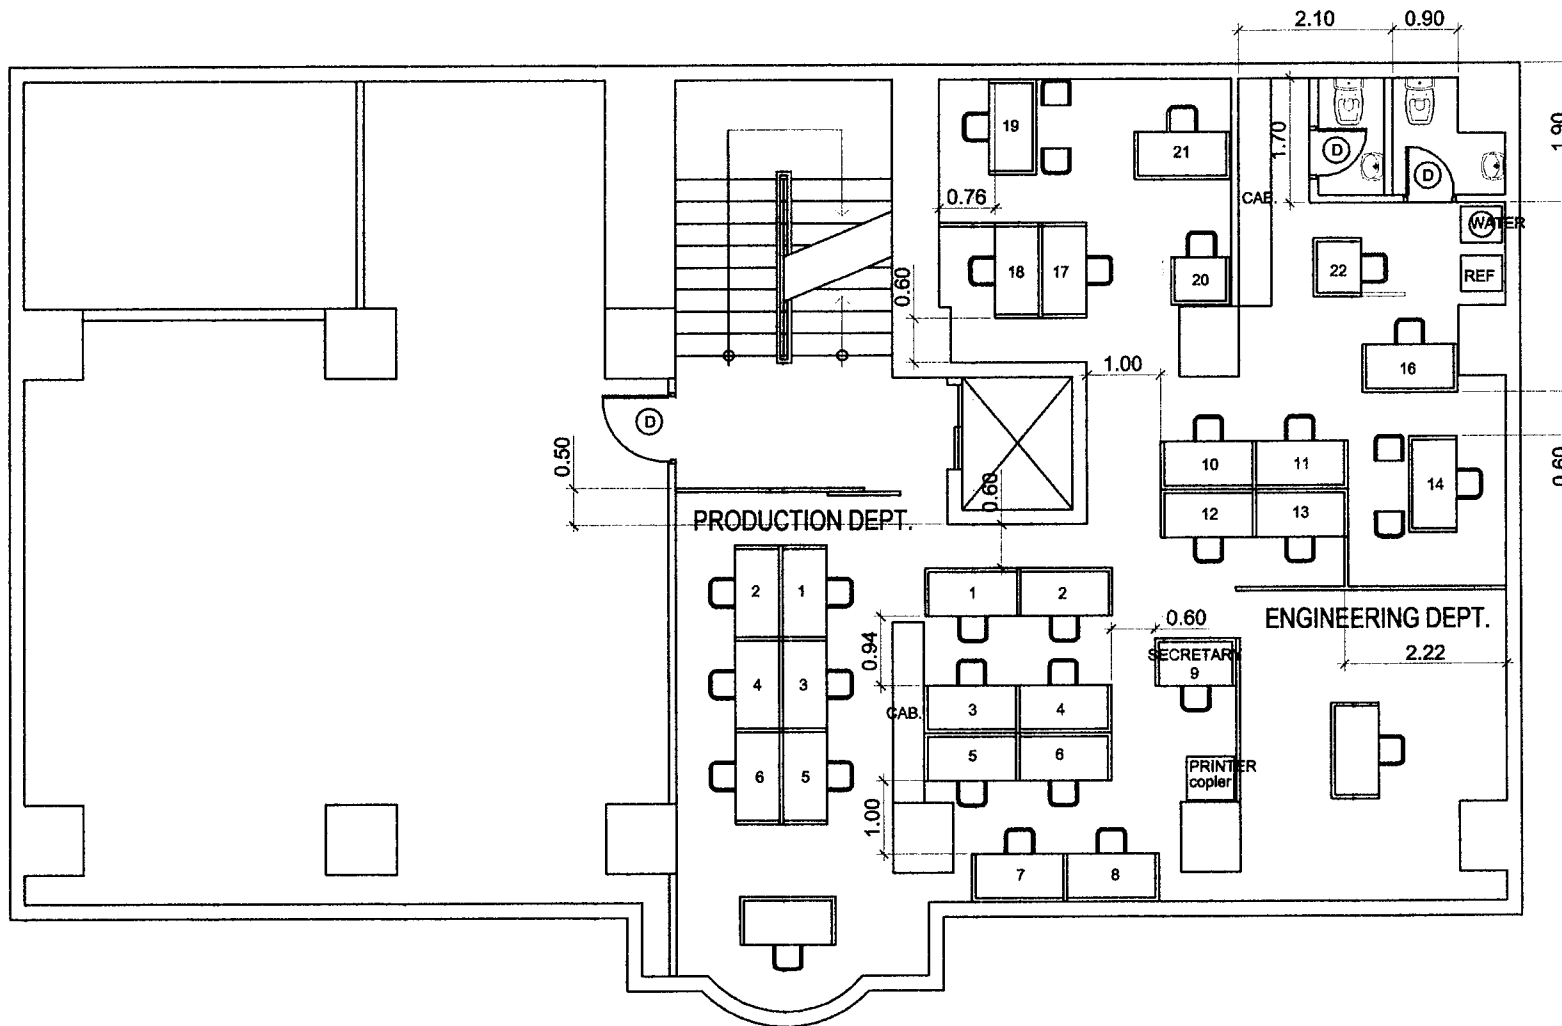 2.10 0.90
1.90
19
21
1.70
D
D
0.76
CAB.
WATER
18 17
20
22
REF
0.60
1.00
16
D
0.50
10 11
0.60
14
0.60
12 13
PRODUCTION DEPT.
2 1
1 2
0.60
ENGINEERING DEPT.
0.94
SECRETARY
9
2.22
4 3
CAB.
3 4
5 6
6 5
PRINTER
copier
1.00
7 8